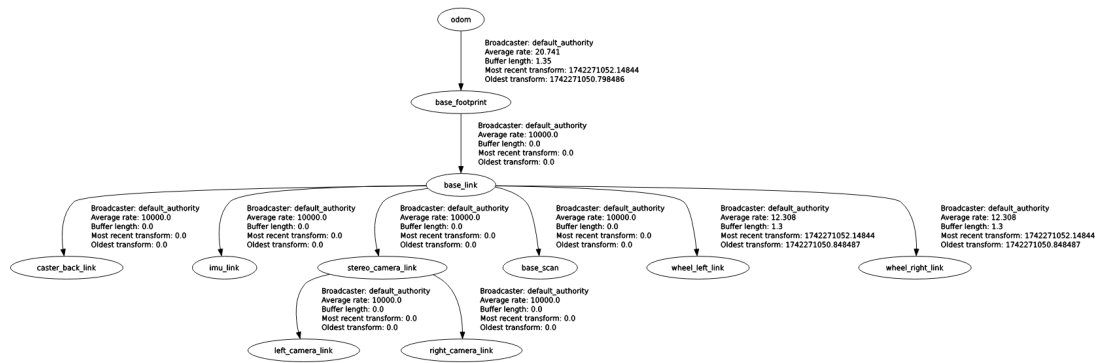 odom
Broadcaster: default_authority
Average rate: 20.741
Buffer length: 1.35
Most recent transform: 1742271052.14844
Oldest transform: 1742271050.798486
base_footprint
Broadcaster: default_authority
Average rate: 10000.0
Buffer length: 0.0
Most recent transform: 0.0
Oldest transform: 0.0
base_link
Broadcaster: default_authority
Average rate: 10000.0
Buffer length: 0.0
Most recent transform: 0.0
Oldest transform: 0.0
Broadcaster: default_authority
Average rate: 10000.0
Buffer length: 0.0
Most recent transform: 0.0
Oldest transform: 0.0
Broadcaster: default_authority
Average rate: 10000.0
Buffer length: 0.0
Most recent transform: 0.0
Oldest transform: 0.0
Broadcaster: default_authority
Average rate: 10000.0
Buffer length: 0.0
Most recent transform: 0.0
Oldest transform: 0.0
Broadcaster: default_authority
Average rate: 12.308
Buffer length: 1.3
Most recent transform: 1742271052.14844
Oldest transform: 1742271050.848487
Broadcaster: default_authority
Average rate: 12.308
Buffer length: 1.3
Most recent transform: 1742271052.14844
Oldest transform: 1742271050.848487
caster_back_link
imu_link
stereo_camera_link
base_scan
wheel_left_link
wheel_right_link
Broadcaster: default_authority
Average rate: 10000.0
Buffer length: 0.0
Most recent transform: 0.0
Oldest transform: 0.0
Broadcaster: default_authority
Average rate: 10000.0
Buffer length: 0.0
Most recent transform: 0.0
Oldest transform: 0.0
left_camera_link
right_camera_link